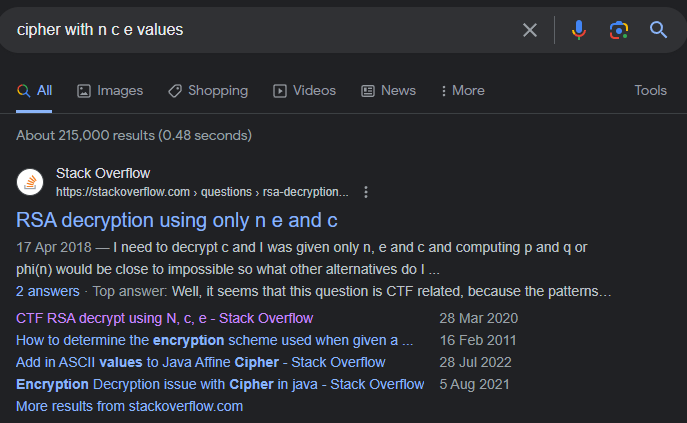 cipher with n c e values
All Images Shopping Videos News More Tools
About 215,000 results (0.48 seconds)
Stack Overflow
https://stackoverflow.com › questions › rsa-decryption...
RSA decryption using only n e and c
17 Apr 2018 — I need to decrypt c and I was given only n, e and c and computing p and q or
phi(n) would be close to impossible so what other alternatives do I ...
2 answers · Top answer: Well, it seems that this question is CTF related, because the patterns…
CTF RSA decrypt using N, c, e - Stack Overflow 28 Mar 2020
How to determine the encryption scheme used when given a ... 16 Feb 2011
Add in ASCII values to Java Affine Cipher - Stack Overflow 28 Jul 2022
Encryption Decryption issue with Cipher in java - Stack Overflow 5 Aug 2021
More results from stackoverflow.com